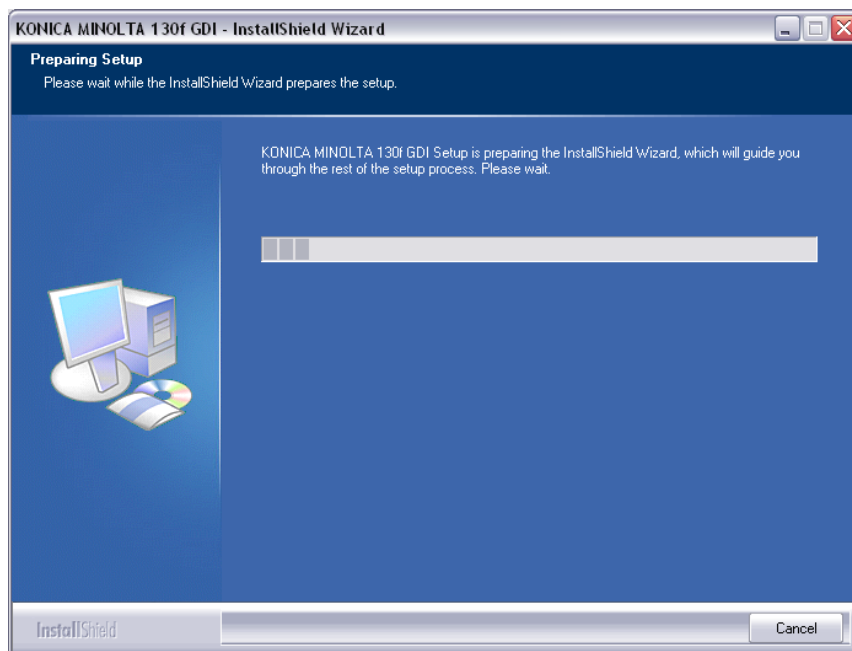 KONICA MINOLTA 130f GDI - InstallShield Wizard
Preparing Setup
Please wait while the InstallShield Wizard prepares the setup.
KONICA MINOLTA 130f GDI Setup is preparing the InstallShield Wizard, which will guide you
through the rest of the setup process. Please wait.
InstallShield
Cancel